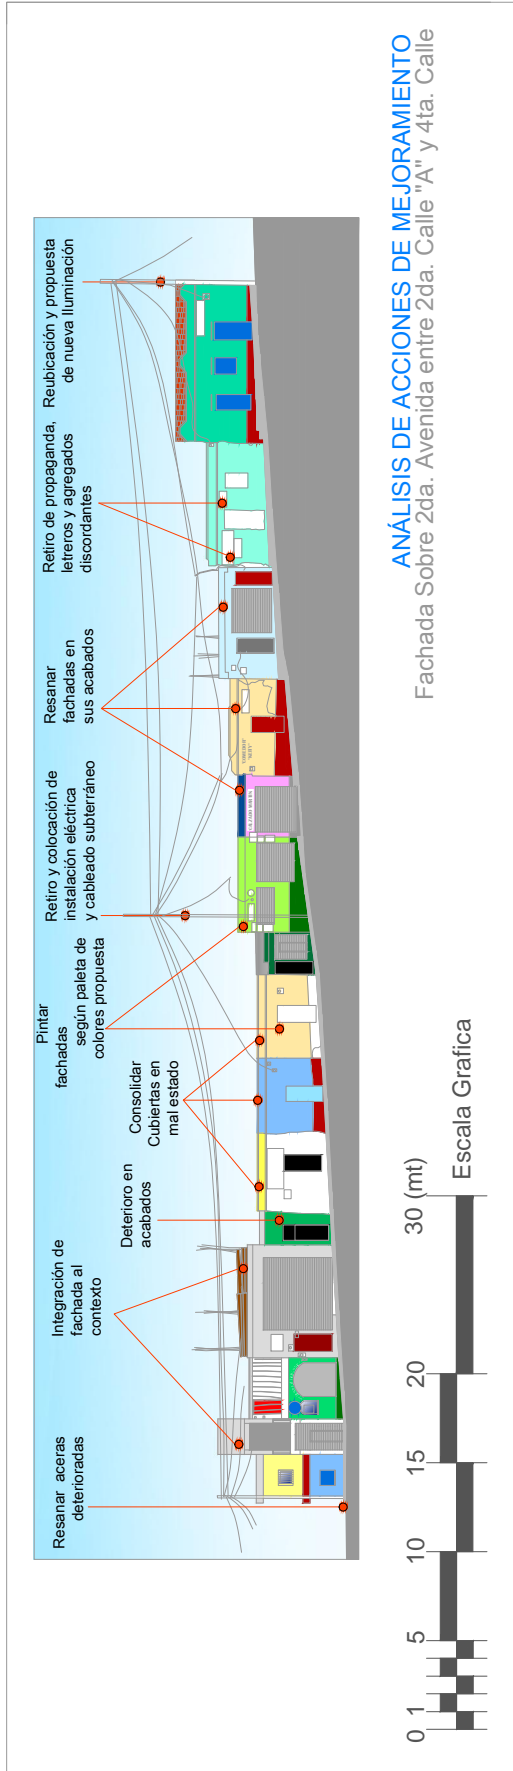 Resanar aceras
deterioradas
Integración de
fachada al
contexto
Deterioro en
acabados
Consolidar
Cubiertas en
mal estado
Pintar
fachadas
según paleta de
colores propuesta
Retiro y colocación de
instalación eléctrica
y cableado subterráneo
Resanar
fachadas en
sus acabados
Retiro de propaganda,
letreros y agregados
discordantes
Reubicación y propuesta
de nueva Iluminación
0 1 5 10 15 20 30 (mt)
Escala Grafica
ANÁLISIS DE ACCIONES DE MEJORAMIENTO
Fachada Sobre 2da. Avenida entre 2da. Calle "A" y 4ta. Calle